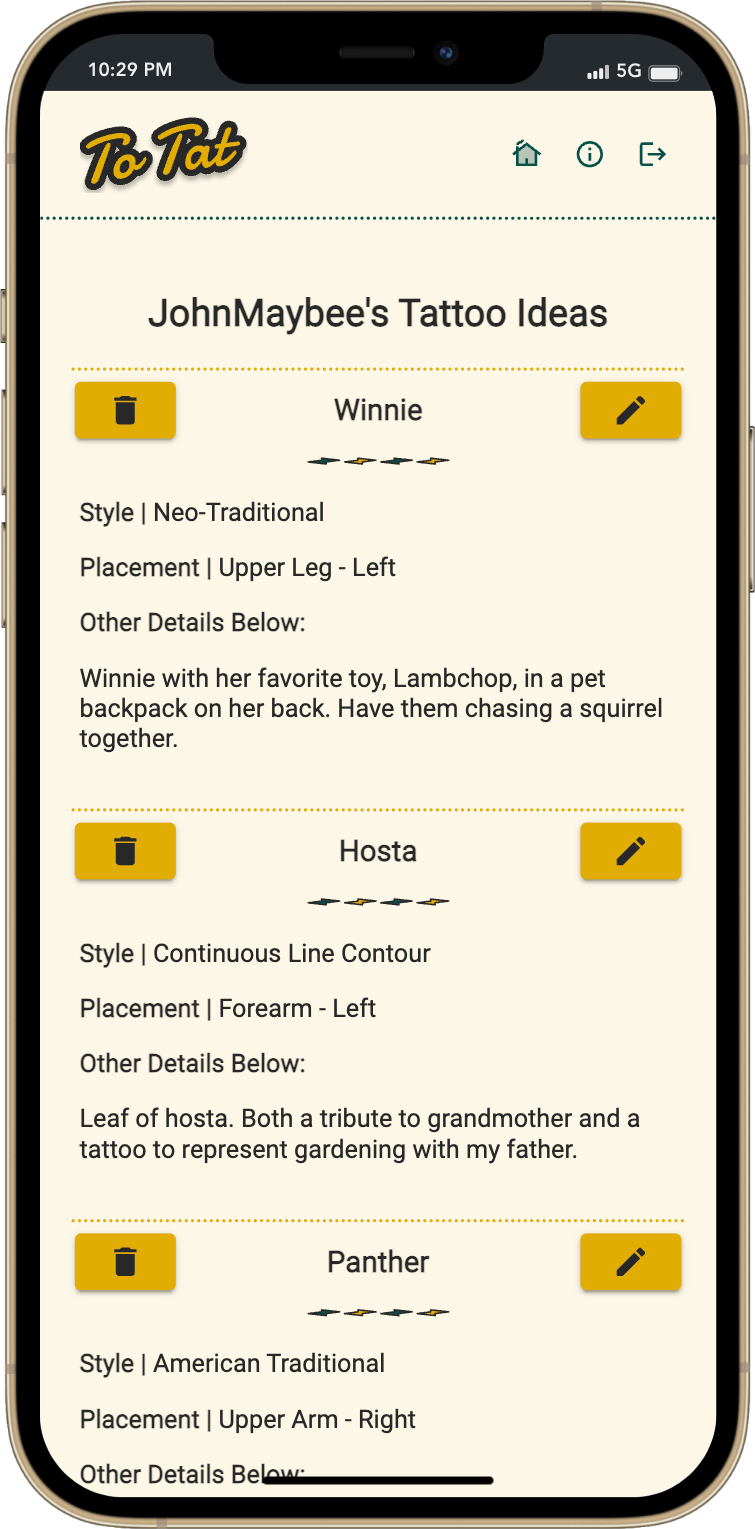 10:29 PM
5G
To Tat
JohnMaybee's Tattoo Ideas
Winnie
Style | Neo-Traditional
Placement | Upper Leg - Left
Other Details Below:
Winnie with her favorite toy, Lambchop, in a pet
backpack on her back. Have them chasing a squirrel
together.
Hosta
Style | Continuous Line Contour
Placement | Forearm - Left
Other Details Below:
Leaf of hosta. Both a tribute to grandmother and a
tattoo to represent gardening with my father.
Panther
Style | American Traditional
Placement | Upper Arm - Right
Other Details Below: